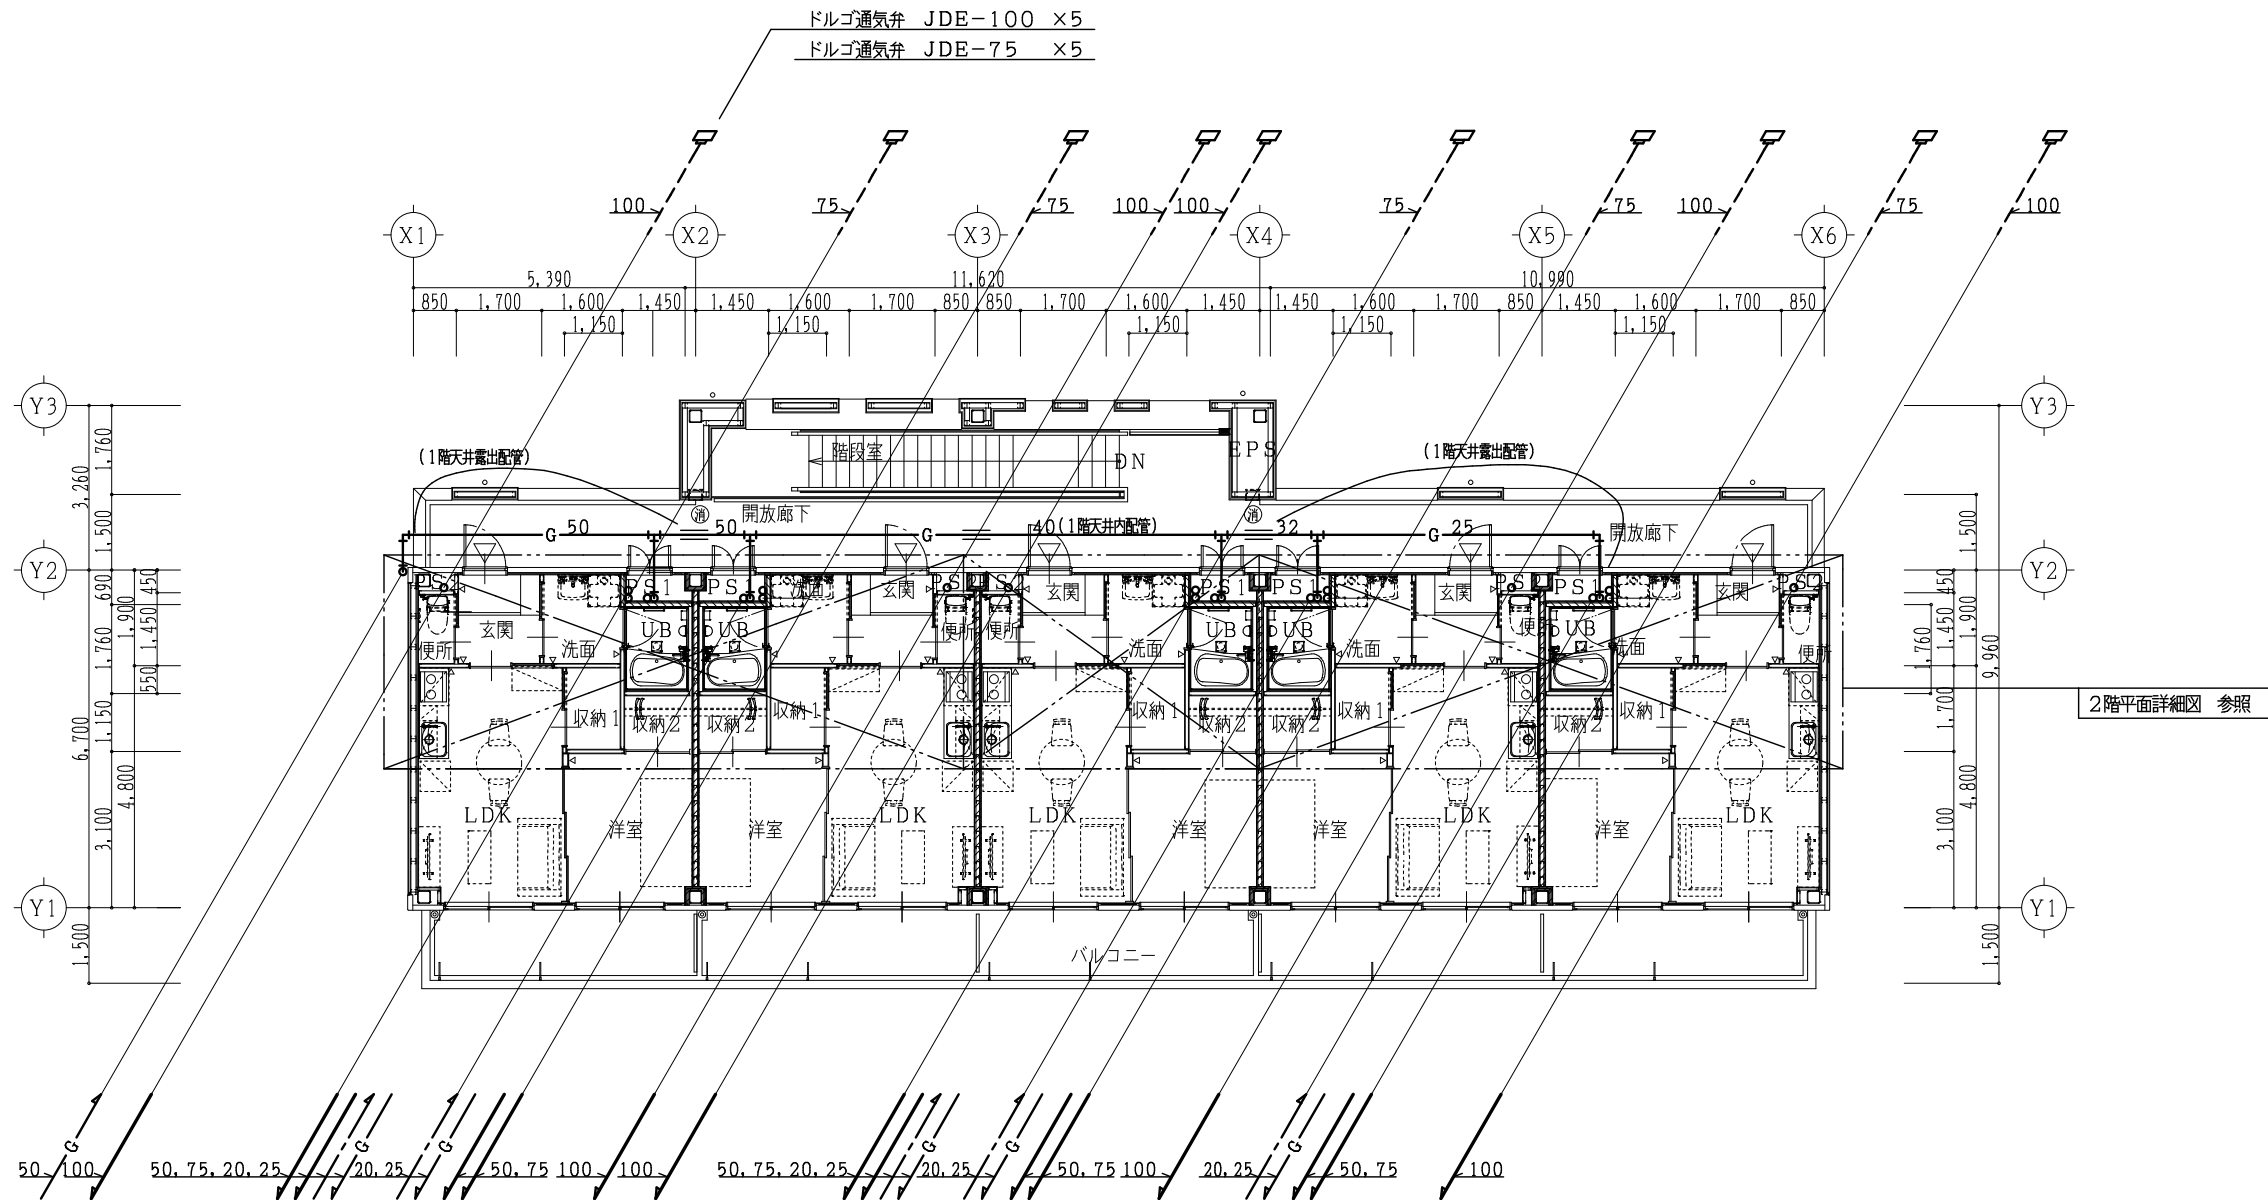 ドルゴ通気弁 JDE-100 ×5
ドルゴ通気弁 JDE-75 ×5
100 75 75 100 100 75 75 100 75 100
X1 X2 X3 X4 X5 X6
5,390 11,620 10,990
850 1,700 1,600 1,450 1,450 1,600 1,700 850 850 1,700 1,600 1,450 1,450 1,600 1,700 850 1,450 1,600 1,700 850
1,150 1,150 1,150 1,150 1,150
Y3 Y3
Y2 Y2
Y1 Y1
3,260 1,760
1,500
690 450
1,760 1,900 1,450
550
6,700 1,150
4,800
3,100
1,500
1,500
450
1,760 1,450 1,900 9,960
1,700
4,800
3,100
1,500
(1階天井露出配管) (1階天井露出配管)
階段室 DN EPS
消 開放廊下 消
G 50 50 G 40(1階天井内配管) 32 G 25 開放廊下
PS PS1 PS1 洗面 玄関 PS PS 玄関 PS1 PS1 玄関 PS PS1 玄関 PS
便所 玄関 洗面 UB UB 便所 便所 洗面 UB UB 洗面 便所 UB 洗面 便所
収納1 収納2 収納2 収納1 収納1 収納2 収納2 収納1 収納2 収納1
LDK 洋室 洋室 LDK LDK 洋室 洋室 LDK 洋室 LDK
2階平面詳細図 参照
バルコニー
G G G G G G
50 100 50,75,20,25 20,25 50,75 100 100 50,75,20,25 20,25 50,75 100 20,25 50,75 100